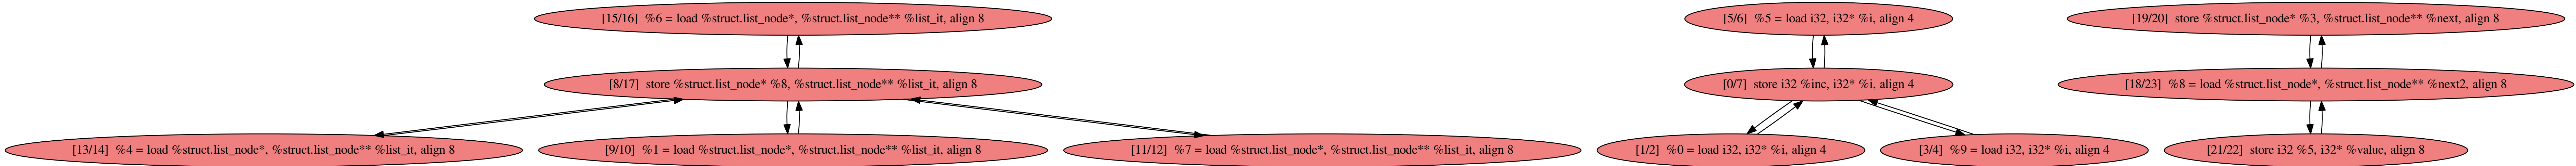 [15/16] %6 = load %struct.list_node*, %struct.list_node** %list_it, align 8
[5/6] %5 = load i32, i32* %i, align 4
[19/20] store %struct.list_node* %3, %struct.list_node** %next, align 8
[8/17] store %struct.list_node* %8, %struct.list_node** %list_it, align 8
[0/7] store i32 %inc, i32* %i, align 4
[18/23] %8 = load %struct.list_node*, %struct.list_node** %next2, align 8
[13/14] %4 = load %struct.list_node*, %struct.list_node** %list_it, align 8
[9/10] %1 = load %struct.list_node*, %struct.list_node** %list_it, align 8
[11/12] %7 = load %struct.list_node*, %struct.list_node** %list_it, align 8
[1/2] %0 = load i32, i32* %i, align 4
[3/4] %9 = load i32, i32* %i, align 4
[21/22] store i32 %5, i32* %value, align 8